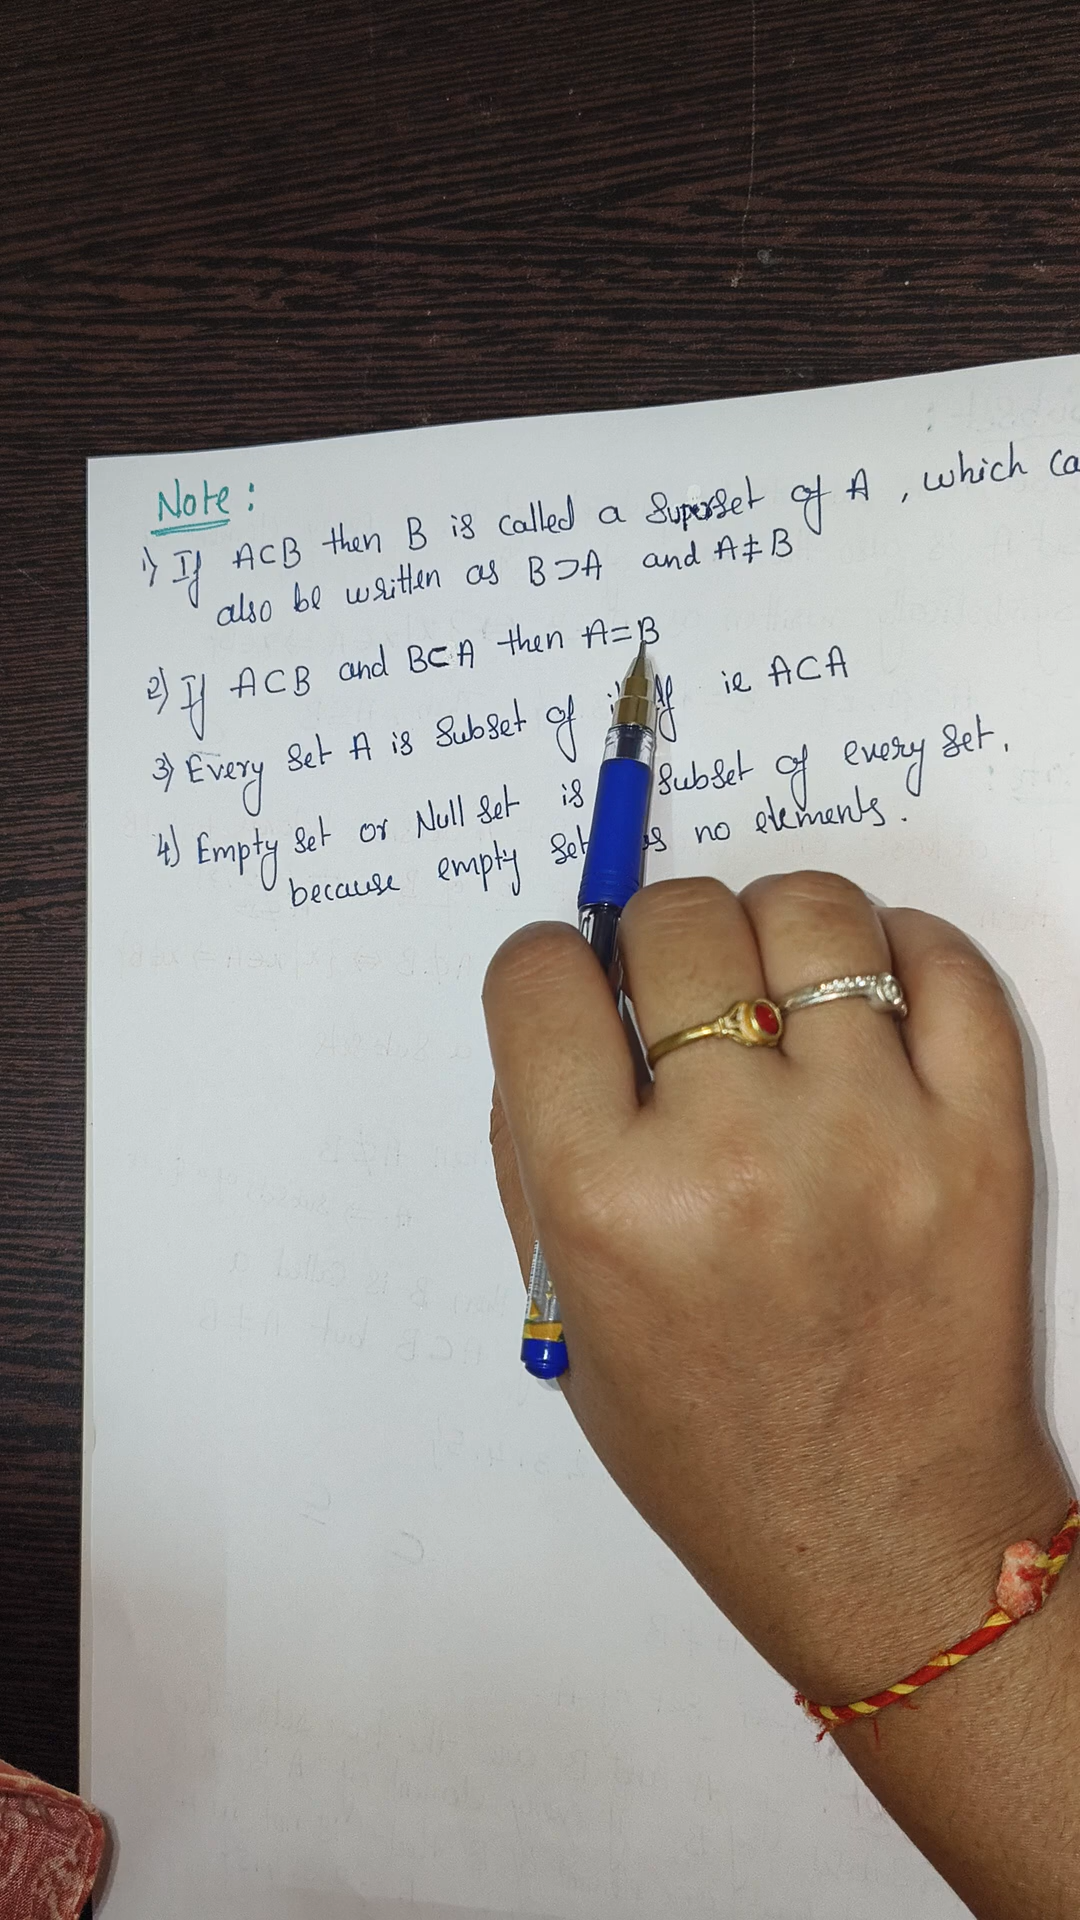 Note:
1) If A⊂B then B is called a Superset of A, which ca
also be written as B⊃A and A≠B
2) If A⊂B and B⊂A then A=B
3) Every Set A is Subset of ie A⊂A
4) Empty Set or Null Set is Subset of every set.
because empty set no elements.